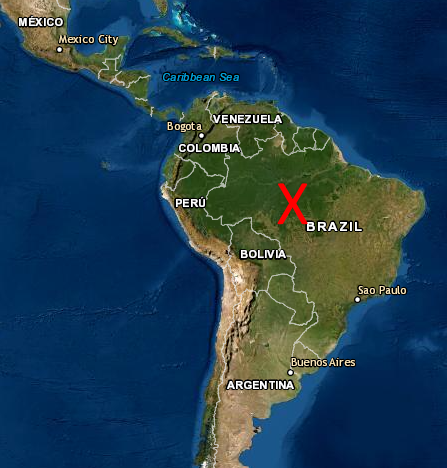 MÉXICO
Mexico City
Caribbean Sea
VENEZUELA
Bogota
COLOMBIA
PERÚ
X
BRAZIL
BOLIVIA
Sao Paulo
Buenos Aires
ARGENTINA